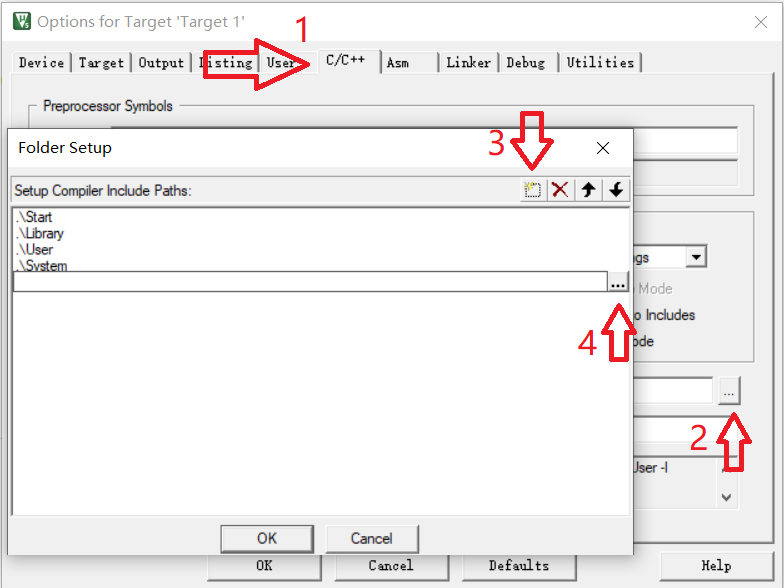 Options for Target 'Target 1'
1
Device Target Output Listing User C/C++ Asm Linker Debug Utilities
Preprocessor Symbols
Folder Setup
3
Setup Compiler Include Paths:
.\Start
.\Library
.\User
.\System
...
4
Mode
o Includes
ode
...
2
User -I
OK Cancel
OK Cancel Defaults Help